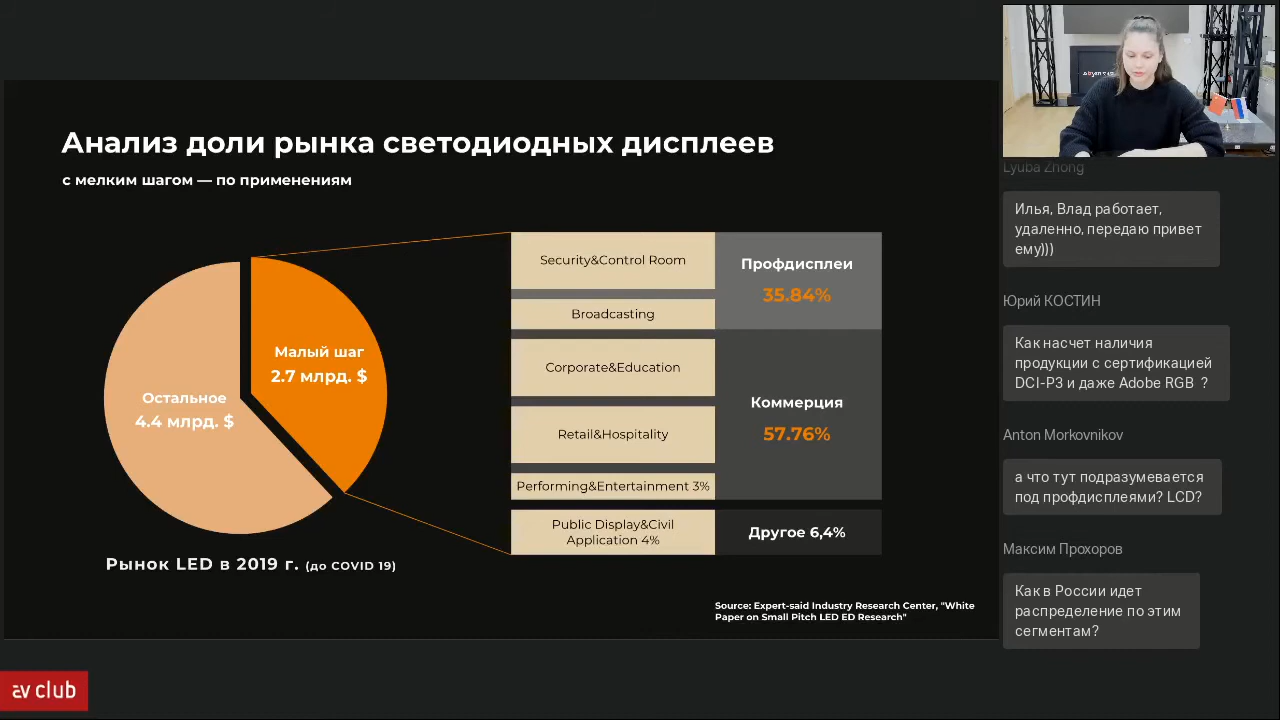 Анализ доли рынка светодиодных дисплеев
с мелким шагом — по применениям
Малый шаг
2.7 млрд. $
Остальное
4.4 млрд. $
Рынок LED в 2019 г. (до COVID 19)
Security&Control Room
Broadcasting
Corporate&Education
Retail&Hospitality
Performing&Entertainment 3%
Public Display&Civil
Application 4%
Профдисплеи
35.84%
Коммерция
57.76%
Другое 6,4%
Source: Expert-said Industry Research Center, "White
Paper on Small Pitch LED ED Research"
av club
Lyuba Zhong
Илья, Влад работает,
удаленно, передаю привет
ему)))
Юрий КОСТИН
Как насчет наличия
продукции с сертификацией
DCI-P3 и даже Adobe RGB ?
Anton Morkovnikov
а что тут подразумевается
под профдисплеями? LCD?
Максим Прохоров
Как в России идет
распределение по этим
сегментам?